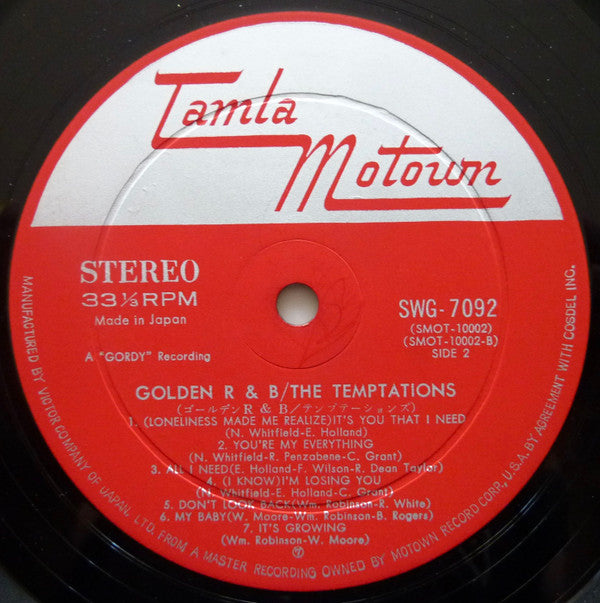 Tamla
Motown
STEREO
33⅓RPM
Made in Japan
A "GORDY" Recording
SWG-7092
(SMOT-10002)
(SMOT-10002-B)
SIDE 2
GOLDEN R & B/THE TEMPTATIONS
(ゴールデンR & B/テンプテーションズ)
1. (LONELINESS MADE ME REALIZE)IT'S YOU THAT I NEED
(N. Whitfield-E. Holland)
2. YOU'RE MY EVERYTHING
(N. Whitfield-R. Penzabene-C. Grant)
3. ALL I NEED(E. Holland-F. Wilson-R. Dean Taylor)
4. (I KNOW)I'M LOSING YOU
(N. Whitefield-E. Holland-C. Grant)
5. DON'T LOOK BACK(Wm. Robinson-R. White)
6. MY BABY(W. Moore-Wm. Robinson-B. Rogers)
7. IT'S GROWING
(Wm. Robinson-W. Moore)
MANUFACTURED BY VICTOR COMPANY OF JAPAN, LTD. FROM A MASTER RECORDING OWNED BY MOTOWN RECORD CORP., U.S.A. BY AGREEMENT WITH COSDEL INC.